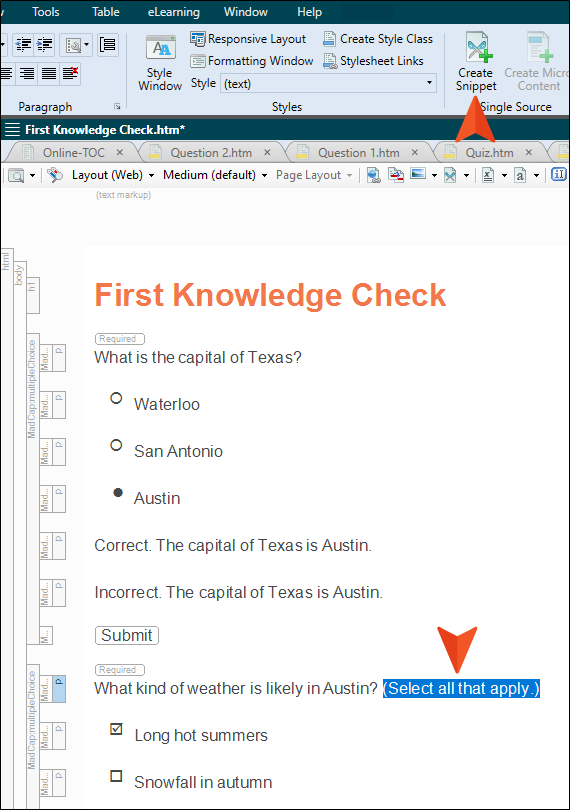 Tools Table eLearning Window Help
Responsive Layout Create Style Class
Formatting Window Stylesheet Links
Style Window Style (text)
Create Snippet Create Micro Content
Paragraph Styles Single Source
First Knowledge Check.htm*
Online-TOC Question 2.htm Question 1.htm Quiz.htm
Layout (Web) Medium (default) Page Layout
(text markup)
html
body
h1
First Knowledge Check
Required
MadCap:multipleChoice
Mad... p
What is the capital of Texas?
Mad... p
Waterloo
Mad... p
San Antonio
Mad... p
Austin
Mad... p
Correct. The capital of Texas is Austin.
Mad... p
Incorrect. The capital of Texas is Austin.
M...
Submit
Required
MadCap:multipleChoice
Mad... p
What kind of weather is likely in Austin? (Select all that apply.)
Mad... p
Long hot summers
Mad... p
Snowfall in autumn